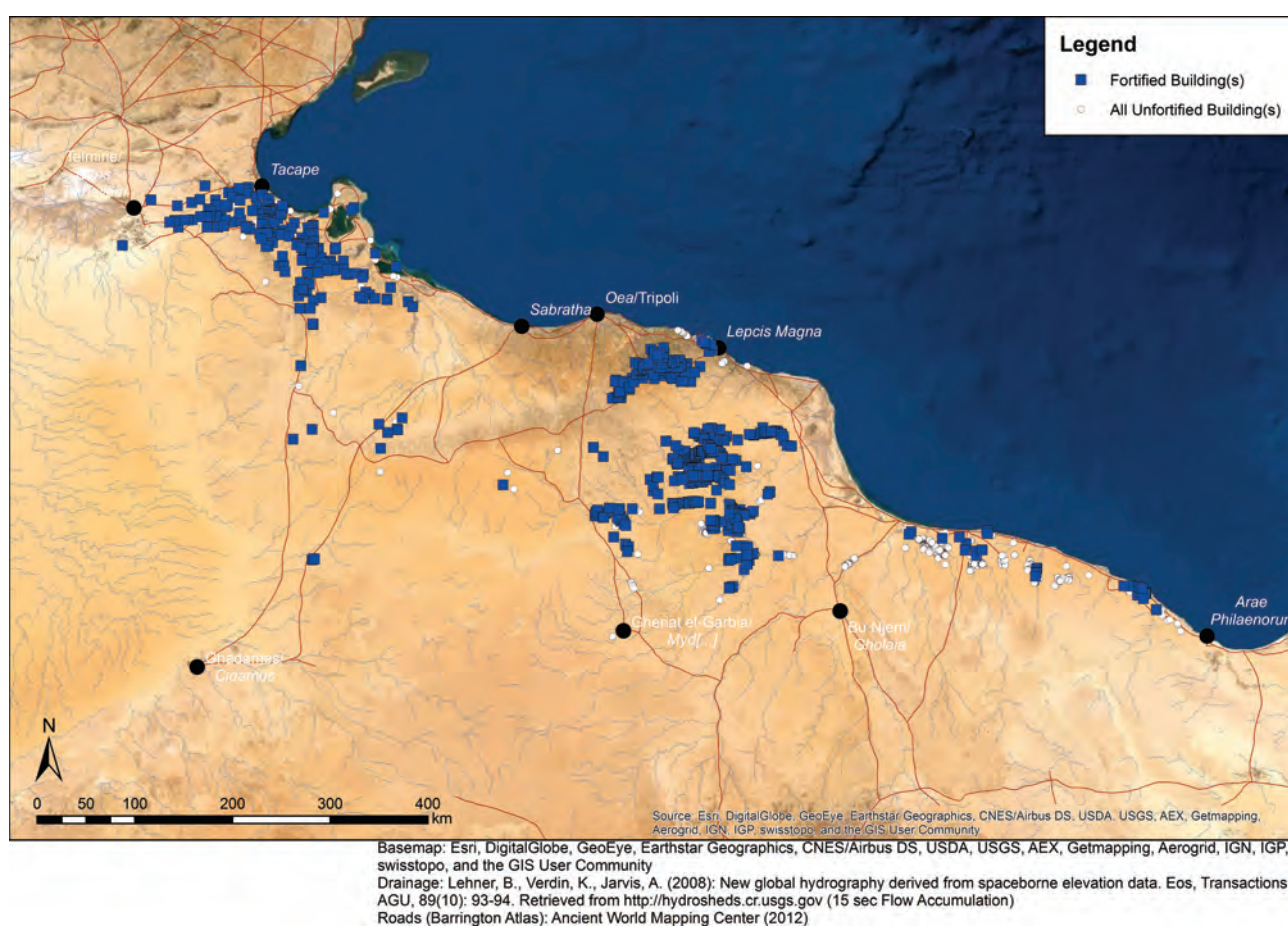 Legend
Fortified Building(s)
All Unfortified Building(s)
Telmine/
Tacape
Sabratha
Oea/Tripoli
Lepcis Magna
Arae
Philaenorum
Gheriat el-Garbia/
Myd[...]
Bu Njem/
Gholaia
Ghadames/
Cidamus
N
0 50 100 200 300 400
km
Source: Esri, DigitalGlobe, GeoEye, Earthstar Geographics, CNES/Airbus DS, USDA, USGS, AEX, Getmapping,
Aerogrid, IGN, IGP, swisstopo, and the GIS User Community
Basemap: Esri, DigitalGlobe, GeoEye, Earthstar Geographics, CNES/Airbus DS, USDA, USGS, AEX, Getmapping, Aerogrid, IGN, IGP,
swisstopo, and the GIS User Community
Drainage: Lehner, B., Verdin, K., Jarvis, A. (2008): New global hydrography derived from spaceborne elevation data. Eos, Transactions,
AGU, 89(10): 93-94. Retrieved from http://hydrosheds.cr.usgs.gov (15 sec Flow Accumulation)
Roads (Barrington Atlas): Ancient World Mapping Center (2012)